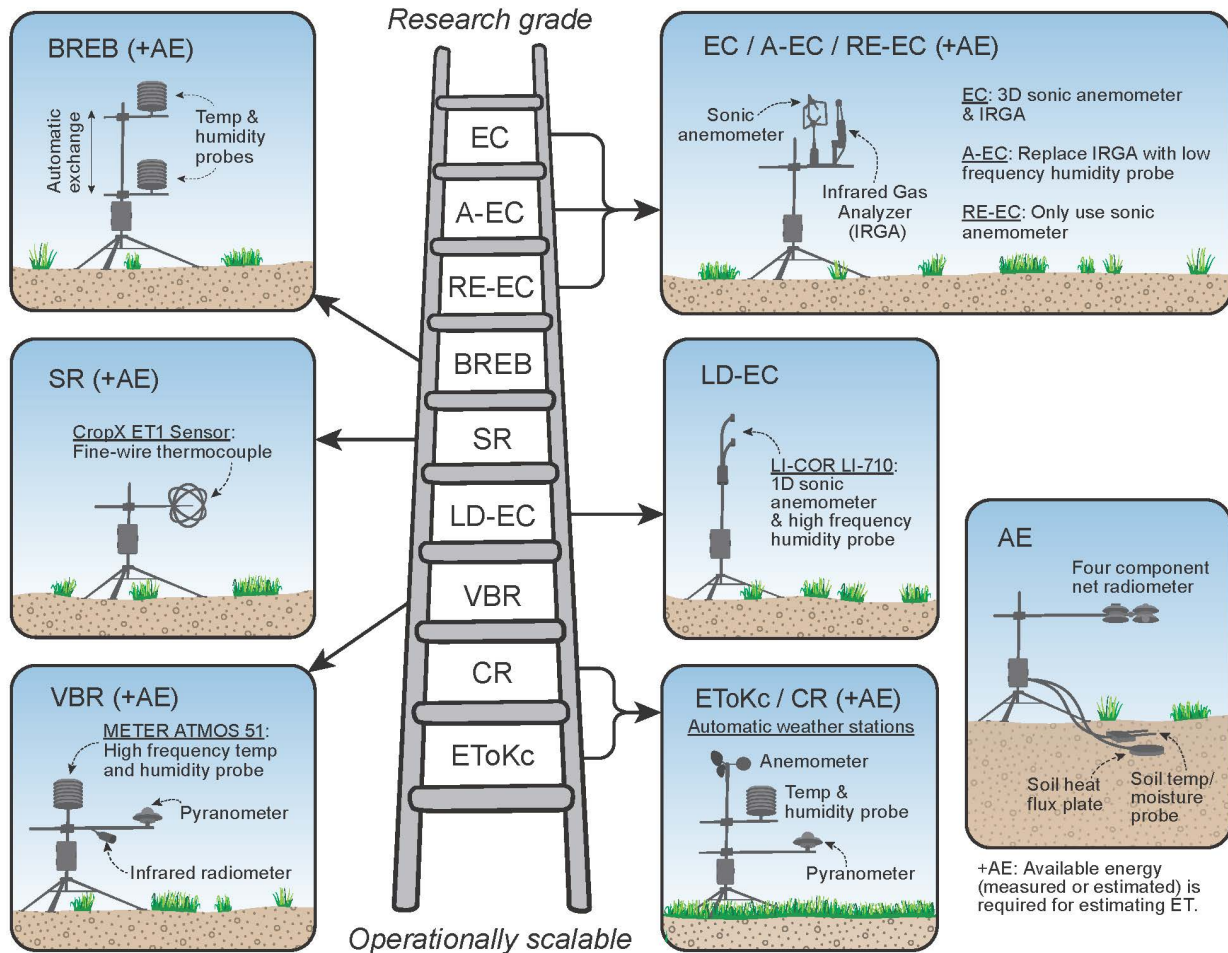 Research grade
BREB (+AE)
Automatic
exchange
Temp &
humidity
probes
EC
A-EC
RE-EC
BREB
SR
LD-EC
VBR
CR
EToKc
Operationally scalable
EC / A-EC / RE-EC (+AE)
Sonic
anemometer
Infrared Gas
Analyzer
(IRGA)
EC: 3D sonic anemometer
& IRGA
A-EC: Replace IRGA with low
frequency humidity probe
RE-EC: Only use sonic
anemometer
SR (+AE)
CropX ET1 Sensor:
Fine-wire thermocouple
LD-EC
LI-COR LI-710:
1D sonic
anemometer
& high frequency
humidity probe
VBR (+AE)
METER ATMOS 51:
High frequency temp
and humidity probe
Pyranometer
Infrared radiometer
EToKc / CR (+AE)
Automatic weather stations
Anemometer
Temp &
humidity probe
Pyranometer
AE
Four component
net radiometer
Soil heat
flux plate
Soil temp/
moisture
probe
+AE: Available energy
(measured or estimated) is
required for estimating ET.